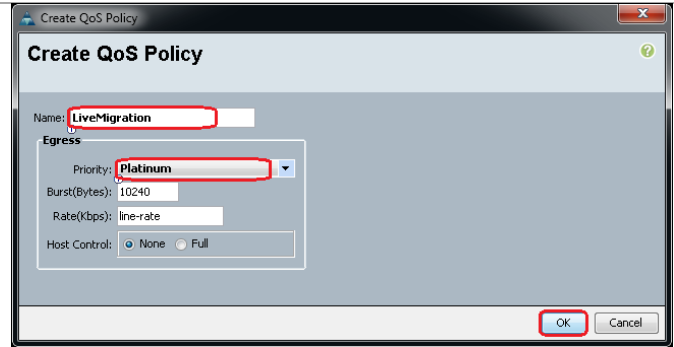 Create QoS Policy
Create QoS Policy
Name: LiveMigration
Egress
Priority: Platinum
Burst(Bytes): 10240
Rate(Kbps): line-rate
Host Control: None Full
OK Cancel